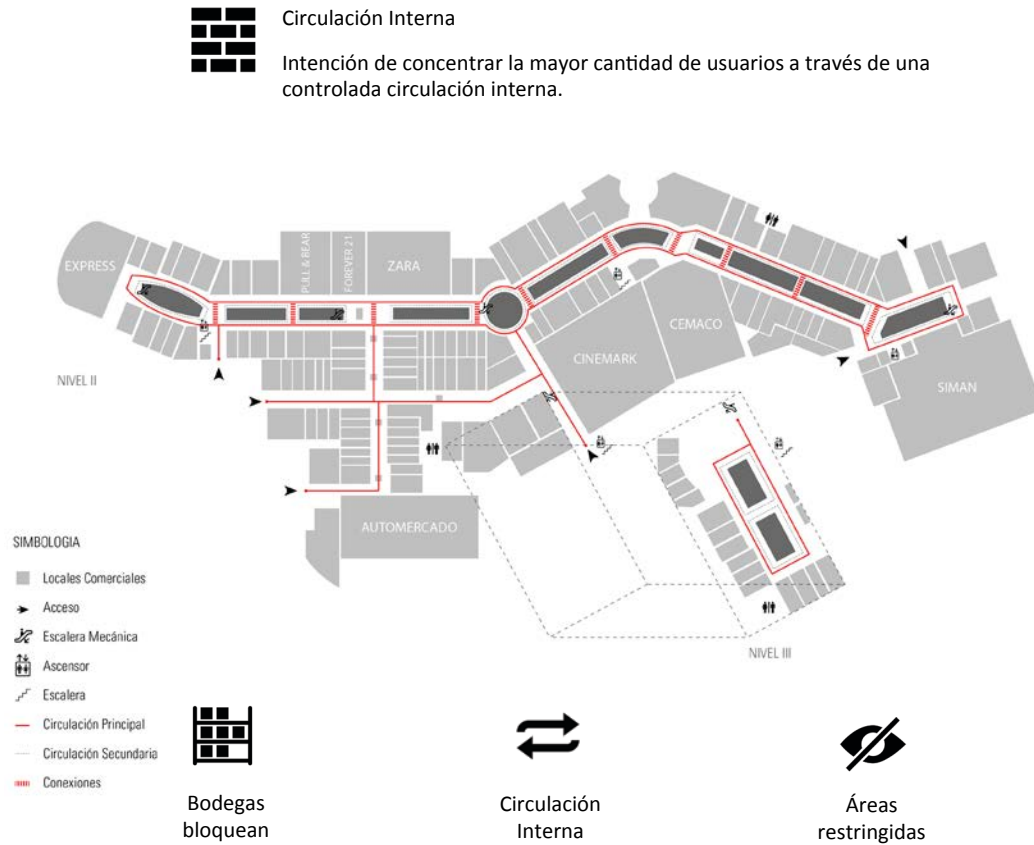 Circulación Interna
Intención de concentrar la mayor cantidad de usuarios a través de una
controlada circulación interna.
EXPRESS
PULL & BEAR
FOREVER 21
ZARA
CEMACO
CINEMARK
SIMAN
NIVEL II
AUTOMERCADO
NIVEL III
SIMBOLOGIA
Locales Comerciales
Acceso
Escalera Mecánica
Ascensor
Escalera
Circulación Principal
Circulación Secundaria
Conexiones
Bodegas
bloquean
Circulación
Interna
Áreas
restringidas